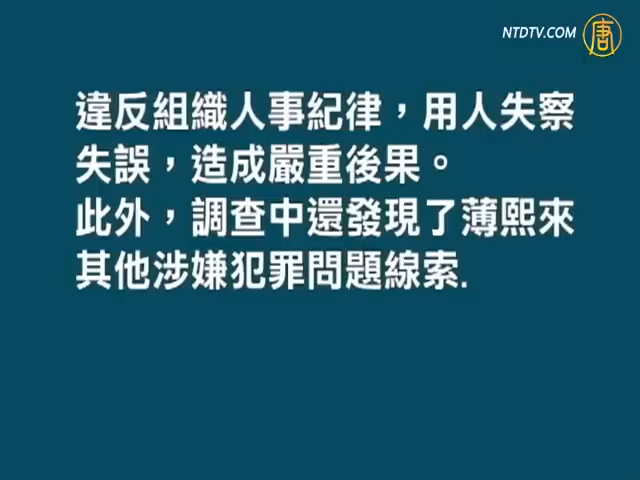 NTDTV.COM 唐
違反組織人事紀律，用人失察
失誤，造成嚴重後果。
此外，調查中還發現了薄熙來
其他涉嫌犯罪問題線索.